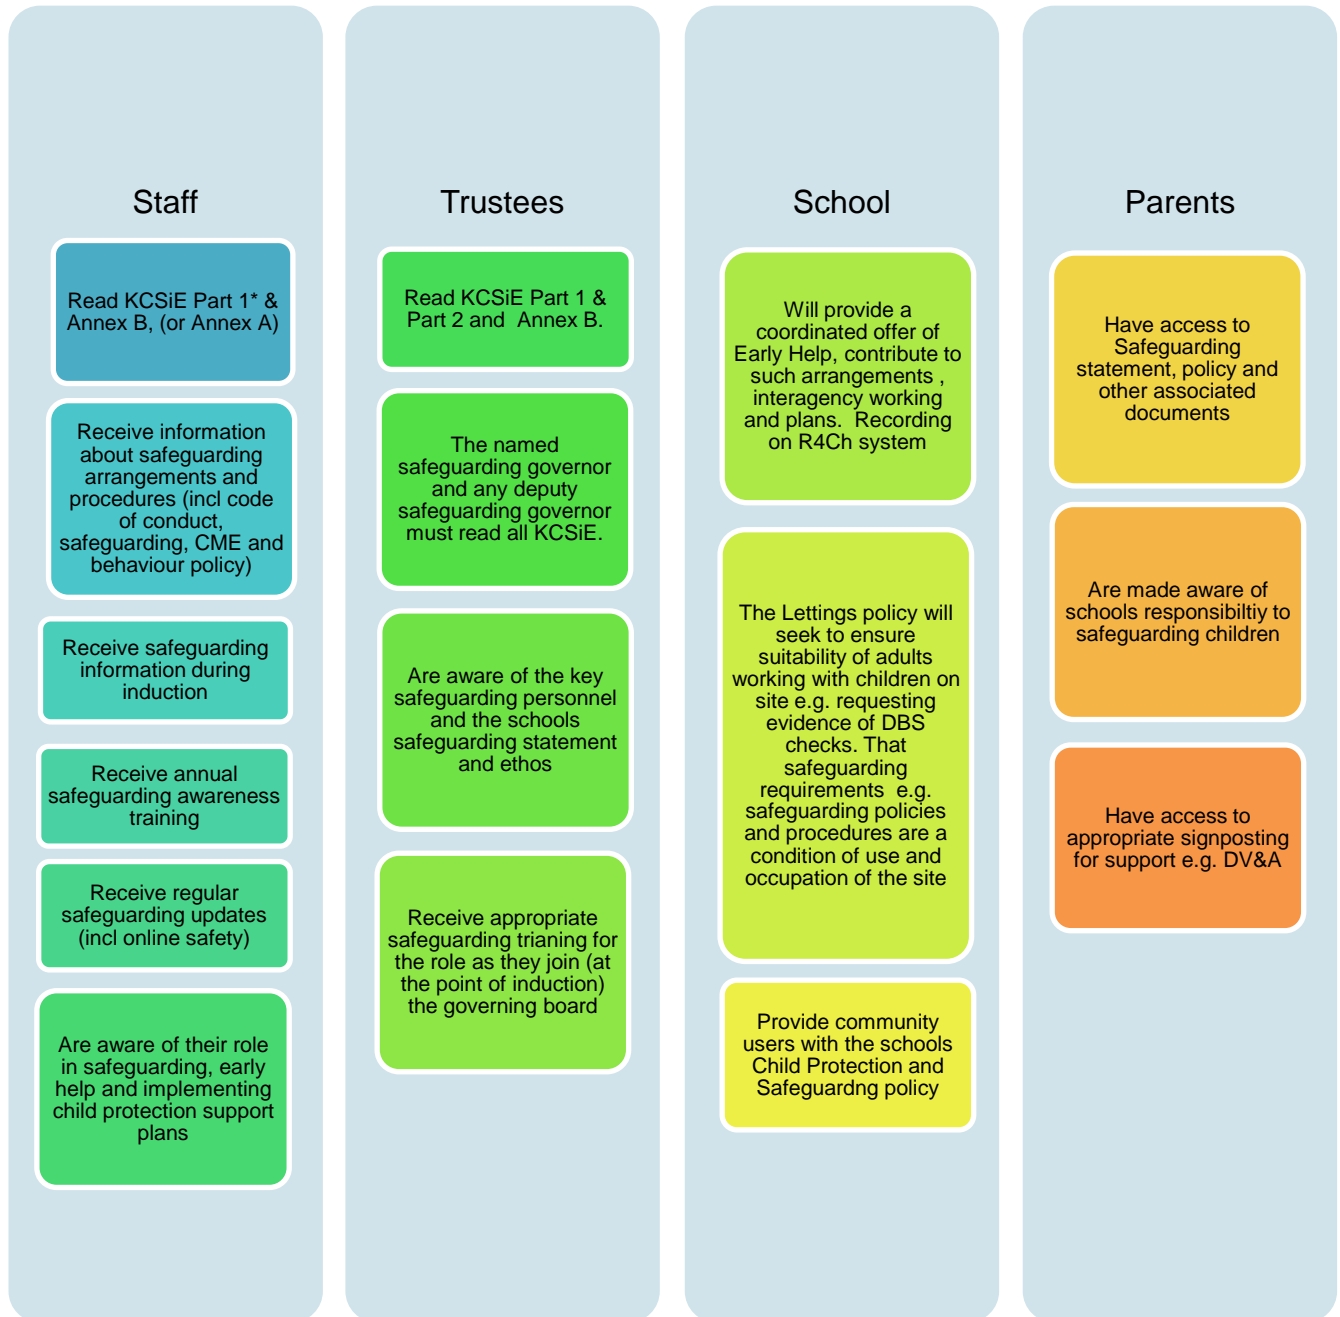 Staff
Read KCSiE Part 1* &
Annex B, (or Annex A)
Receive information
about safeguarding
arrangements and
procedures (incl code
of conduct,
safeguarding, CME and
behaviour policy)
Receive safeguarding
information during
induction
Receive annual
safeguarding awareness
training
Receive regular
safeguarding updates
(incl online safety)
Are aware of their role
in safeguarding, early
help and implementing
child protection support
plans
Trustees
Read KCSiE Part 1 &
Part 2 and Annex B.
The named
safeguarding governor
and any deputy
safeguarding governor
must read all KCSiE.
Are aware of the key
safeguarding personnel
and the schools
safeguarding statement
and ethos
Receive appropriate
safeguarding trianing for
the role as they join (at
the point of induction)
the governing board
School
Will provide a
coordinated offer of
Early Help, contribute to
such arrangements ,
interagency working
and plans. Recording
on R4Ch system
The Lettings policy will
seek to ensure
suitability of adults
working with children on
site e.g. requesting
evidence of DBS
checks. That
safeguarding
requirements e.g.
safeguarding policies
and procedures are a
condition of use and
occupation of the site
Provide community
users with the schools
Child Protection and
Safeguardng policy
Parents
Have access to
Safeguarding
statement, policy and
other associated
documents
Are made aware of
schools responsibiltiy to
safeguarding children
Have access to
appropriate signposting
for support e.g. DV&A